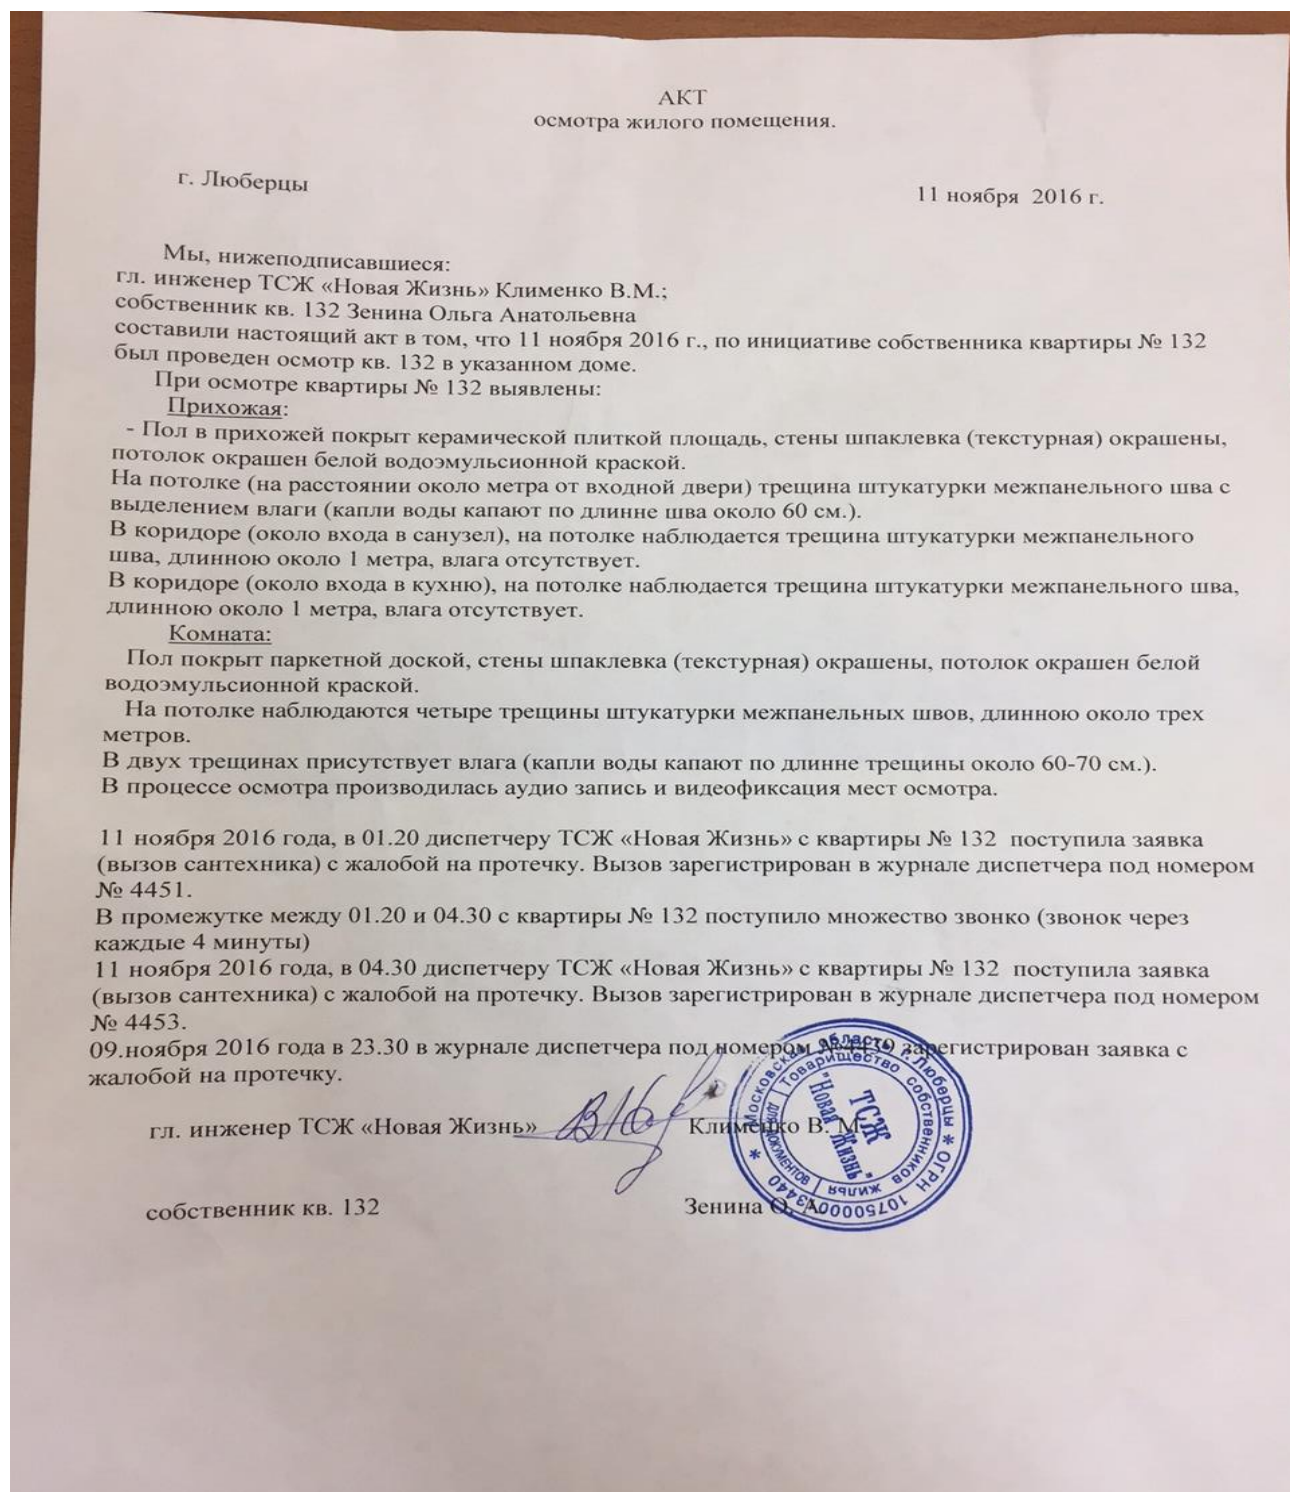 АКТ
осмотра жилого помещения.
г. Люберцы
11 ноября 2016 г.
Мы, нижеподписавшиеся:
гл. инженер ТСЖ «Новая Жизнь» Клименко В.М.;
собственник кв. 132 Зенина Ольга Анатольевна
составили настоящий акт в том, что 11 ноября 2016 г., по инициативе собственника квартиры № 132
был проведен осмотр кв. 132 в указанном доме.
При осмотре квартиры № 132 выявлены:
Прихожая:
- Пол в прихожей покрыт керамической плиткой площадь, стены шпаклевка (текстурная) окрашены,
потолок окрашен белой водоэмульсионной краской.
На потолке (на расстоянии около метра от входной двери) трещина штукатурки межпанельного шва с
выделением влаги (капли воды капают по длинне шва около 60 см.).
В коридоре (около входа в санузел), на потолке наблюдается трещина штукатурки межпанельного
шва, длинною около 1 метра, влага отсутствует.
В коридоре (около входа в кухню), на потолке наблюдается трещина штукатурки межпанельного шва,
длинною около 1 метра, влага отсутствует.
Комната:
Пол покрыт паркетной доской, стены шпаклевка (текстурная) окрашены, потолок окрашен белой
водоэмульсионной краской.
На потолке наблюдаются четыре трещины штукатурки межпанельных швов, длинною около трех
метров.
В двух трещинах присутствует влага (капли воды капают по длинне трещины около 60-70 см.).
В процессе осмотра производилась аудио запись и видеофиксация мест осмотра.
11 ноября 2016 года, в 01.20 диспетчеру ТСЖ «Новая Жизнь» с квартиры № 132 поступила заявка
(вызов сантехника) с жалобой на протечку. Вызов зарегистрирован в журнале диспетчера под номером
№ 4451.
В промежутке между 01.20 и 04.30 с квартиры № 132 поступило множество звонко (звонок через
каждые 4 минуты)
11 ноября 2016 года, в 04.30 диспетчеру ТСЖ «Новая Жизнь» с квартиры № 132 поступила заявка
(вызов сантехника) с жалобой на протечку. Вызов зарегистрирован в журнале диспетчера под номером
№ 4453.
09.ноября 2016 года в 23.30 в журнале диспетчера под номером зарегистрирован заявка с
жалобой на протечку.
гл. инженер ТСЖ «Новая Жизнь» Клименко В. М.
собственник кв. 132 Зенина О. А.
Московская область, г. Люберцы * ОГРН 1075000003440 *
Товарищество собственников жилья
для документов
ТСЖ
"Новая Жизнь"